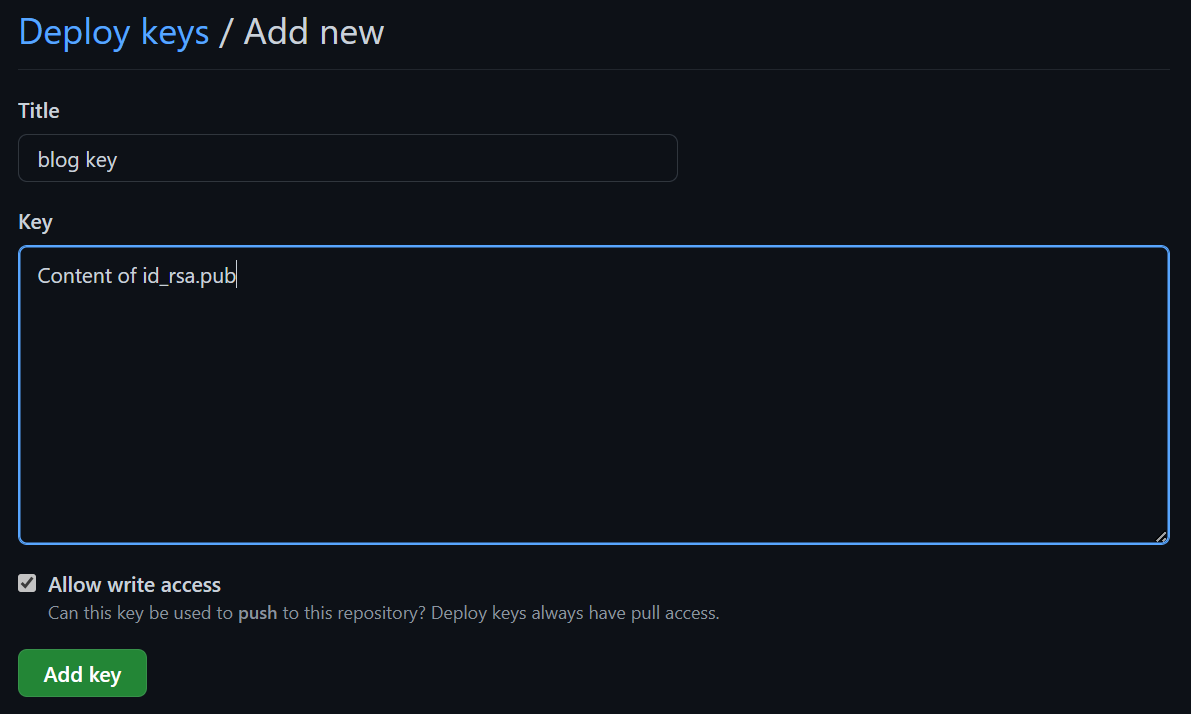 Deploy keys / Add new
Title
blog key
Key
Content of id_rsa.pub
Allow write access
Can this key be used to push to this repository? Deploy keys always have pull access.
Add key